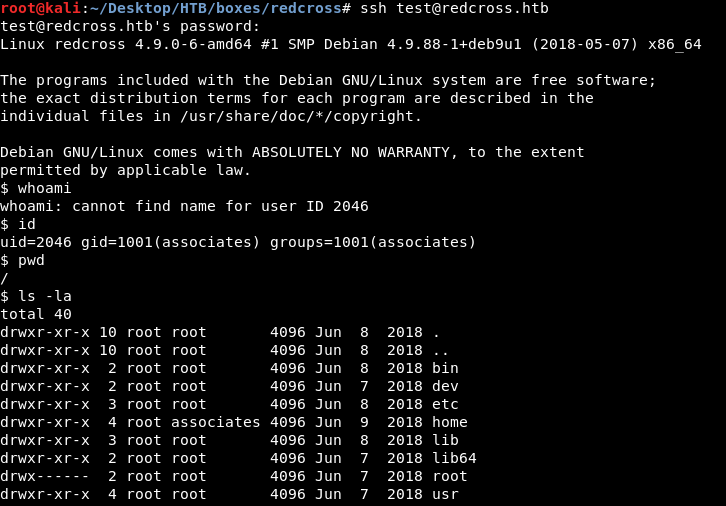 root@kali:~/Desktop/HTB/boxes/redcross# ssh test@redcross.htb
test@redcross.htb's password:
Linux redcross 4.9.0-6-amd64 #1 SMP Debian 4.9.88-1+deb9u1 (2018-05-07) x86_64

The programs included with the Debian GNU/Linux system are free software;
the exact distribution terms for each program are described in the
individual files in /usr/share/doc/*/copyright.

Debian GNU/Linux comes with ABSOLUTELY NO WARRANTY, to the extent
permitted by applicable law.
$ whoami
whoami: cannot find name for user ID 2046
$ id
uid=2046 gid=1001(associates) groups=1001(associates)
$ pwd
/
$ ls -la
total 40
drwxr-xr-x 10 root root       4096 Jun  8  2018 .
drwxr-xr-x 10 root root       4096 Jun  8  2018 ..
drwxr-xr-x  2 root root       4096 Jun  8  2018 bin
drwxr-xr-x  2 root root       4096 Jun  7  2018 dev
drwxr-xr-x  3 root root       4096 Jun  8  2018 etc
drwxr-xr-x  4 root associates 4096 Jun  9  2018 home
drwxr-xr-x  3 root root       4096 Jun  8  2018 lib
drwxr-xr-x  2 root root       4096 Jun  7  2018 lib64
drwx------  2 root root       4096 Jun  7  2018 root
drwxr-xr-x  4 root root       4096 Jun  7  2018 usr